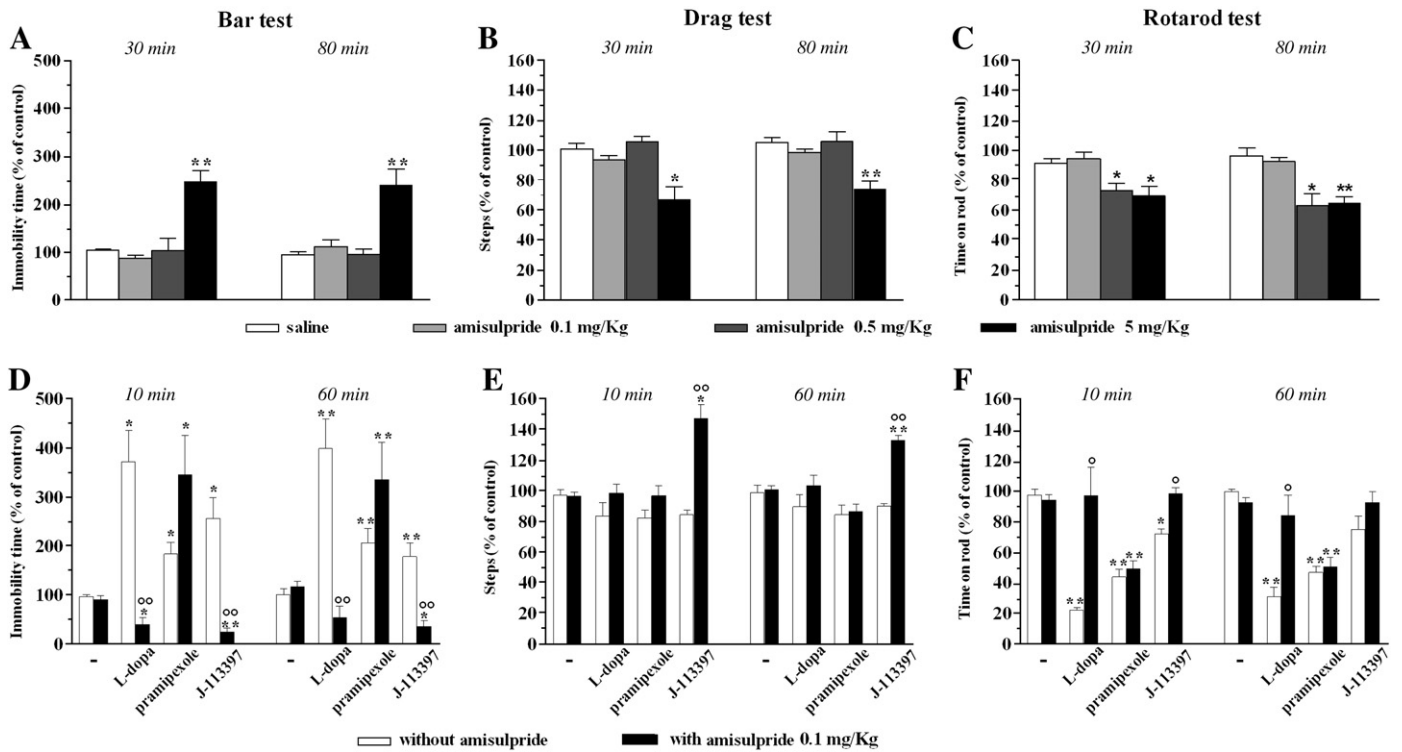 Bar test
Drag test
Rotarod test
A
30 min
80 min
Immobility time (% of control)
500
400
300
250
200
100
0
** **
B
30 min
80 min
Steps (% of control)
160
140
120
100
80
60
40
20
0
* **
C
30 min
80 min
Time on rod (% of control)
160
140
120
100
80
60
40
20
0
* * * **
saline
amisulpride 0.1 mg/Kg
amisulpride 0.5 mg/Kg
amisulpride 5 mg/Kg
D
10 min
60 min
Immobility time (% of control)
500
400
300
200
100
0
* °° * * * °° ** ** °° ** ** ** °° *
- L-dopa pramipexole J-113397 - L-dopa pramipexole J-113397
E
10 min
60 min
Steps (% of control)
160
140
120
100
80
60
40
20
0
°° * °° **
- L-dopa pramipexole J-113397 - L-dopa pramipexole J-113397
F
10 min
60 min
Time on rod (% of control)
160
140
120
100
80
60
40
20
0
** ° ** ** * ° ** ° ** **
- L-dopa pramipexole J-113397 - L-dopa pramipexole J-113397
without amisulpride
with amisulpride 0.1 mg/Kg